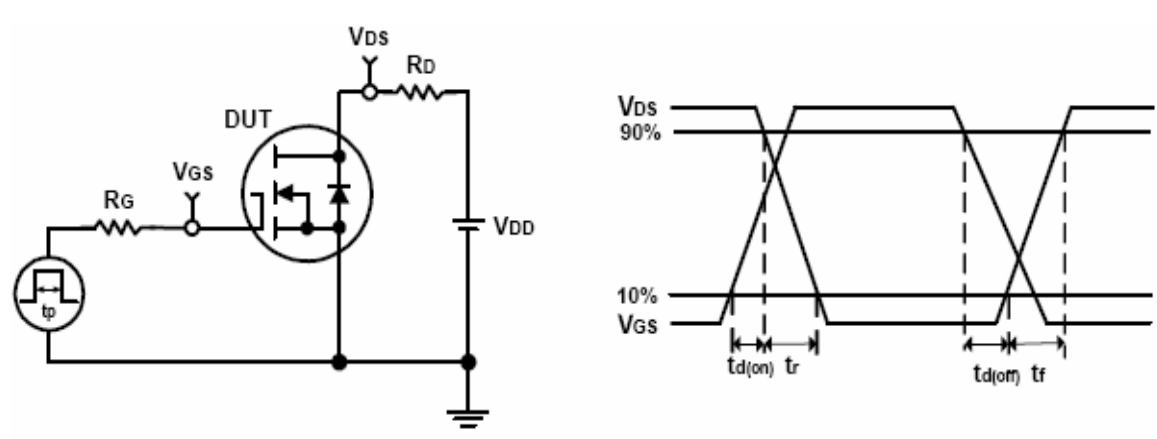 VDS
RD
DUT
VGS
RG
VDD
tp
VDS
90%
10%
VGS
td(on) tr
td(off) tf